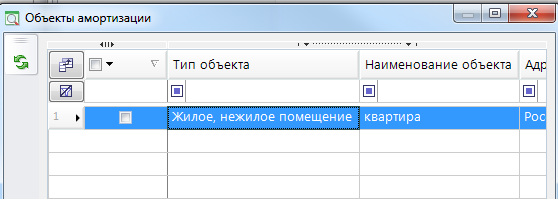 Объекты амортизации
Тип объекта Наименование объекта Адр
1 Жилое, нежилое помещение квартира Рос